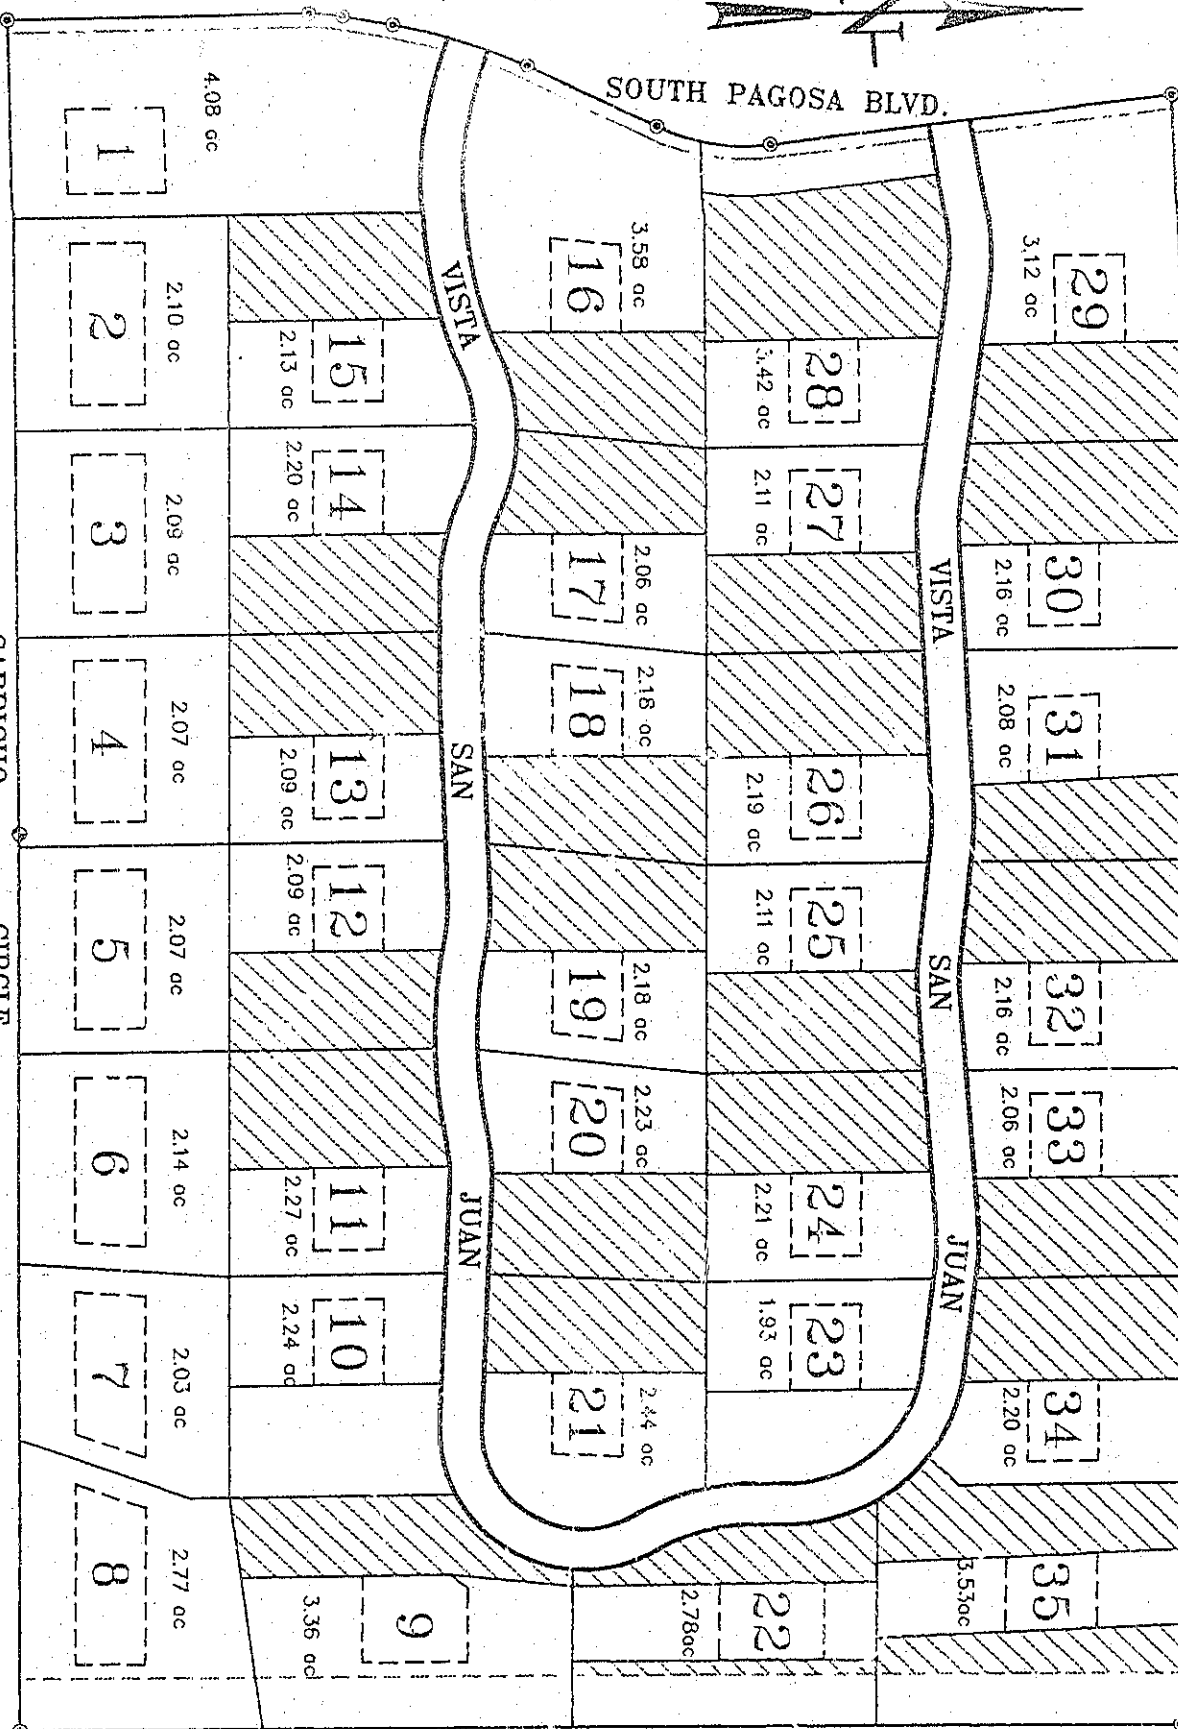 SOUTH PAGOSA BLVD.
1
4.08 ac
2
2.10 ac
3
2.09 ac
4
2.07 ac
5
2.07 ac
6
2.14 ac
7
2.03 ac
8
2.77 ac
9
3.36 ac
10
2.24 ac
11
2.27 ac
12
2.09 ac
13
2.09 ac
14
2.20 ac
15
2.13 ac
VISTA
SAN
JUAN
16
3.58 ac
17
2.06 ac
18
2.18 ac
19
2.18 ac
20
2.23 ac
21
2.44 ac
22
2.78ac
23
1.93 ac
24
2.21 ac
25
2.11 ac
26
2.19 ac
27
2.11 ac
28
3.42 ac
VISTA
SAN
JUAN
29
3.12 ac
30
2.16 ac
31
2.08 ac
32
2.16 ac
33
2.06 ac
34
2.20 ac
35
3.53ac
CIRCLE